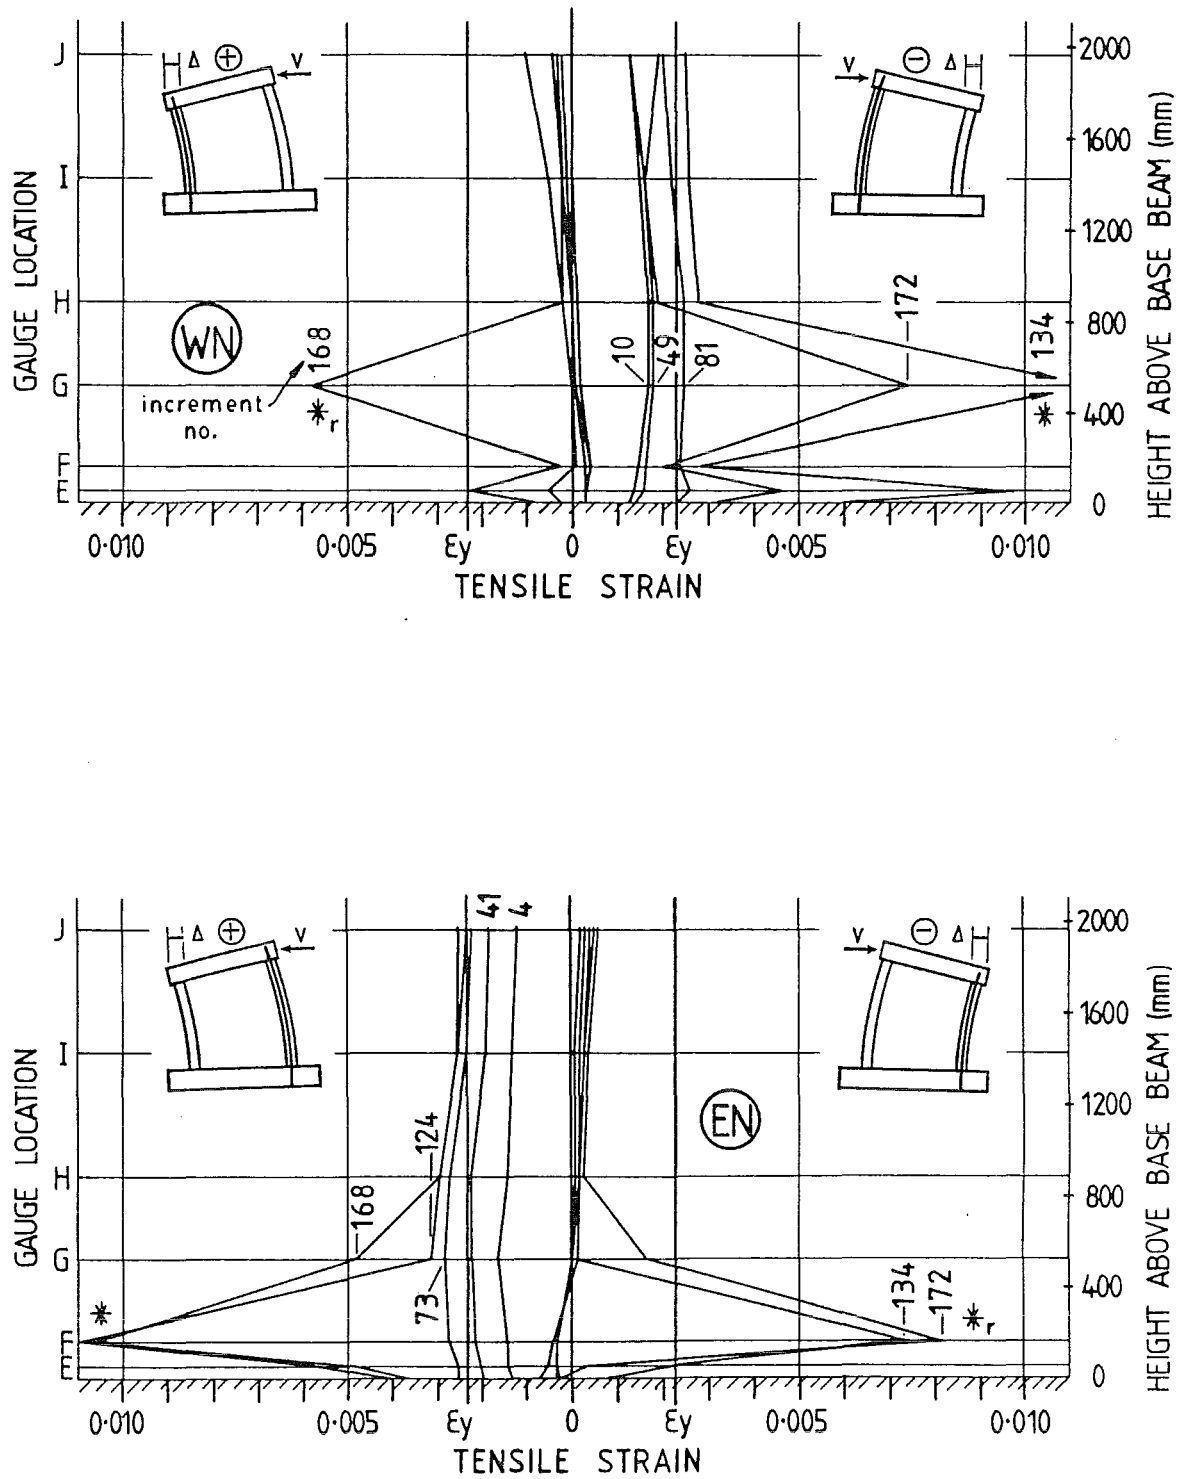 Δ ⊕ V
V ⊖ Δ
GAUGE LOCATION
J
I
H
G
F
E
WN
increment
no.
168
*r
10
49
81
172
134
*
2000
1600
1200
800
400
0
HEIGHT ABOVE BASE BEAM (mm)
0·010 0·005 Ey 0 Ey 0·005 0·010
TENSILE STRAIN
41
4
Δ ⊕ V
V ⊖ Δ
GAUGE LOCATION
J
I
H
G
F
E
EN
124
168
73
*
134
172
*r
2000
1600
1200
800
400
0
HEIGHT ABOVE BASE BEAM (mm)
0·010 0·005 Ey 0 Ey 0·005 0·010
TENSILE STRAIN